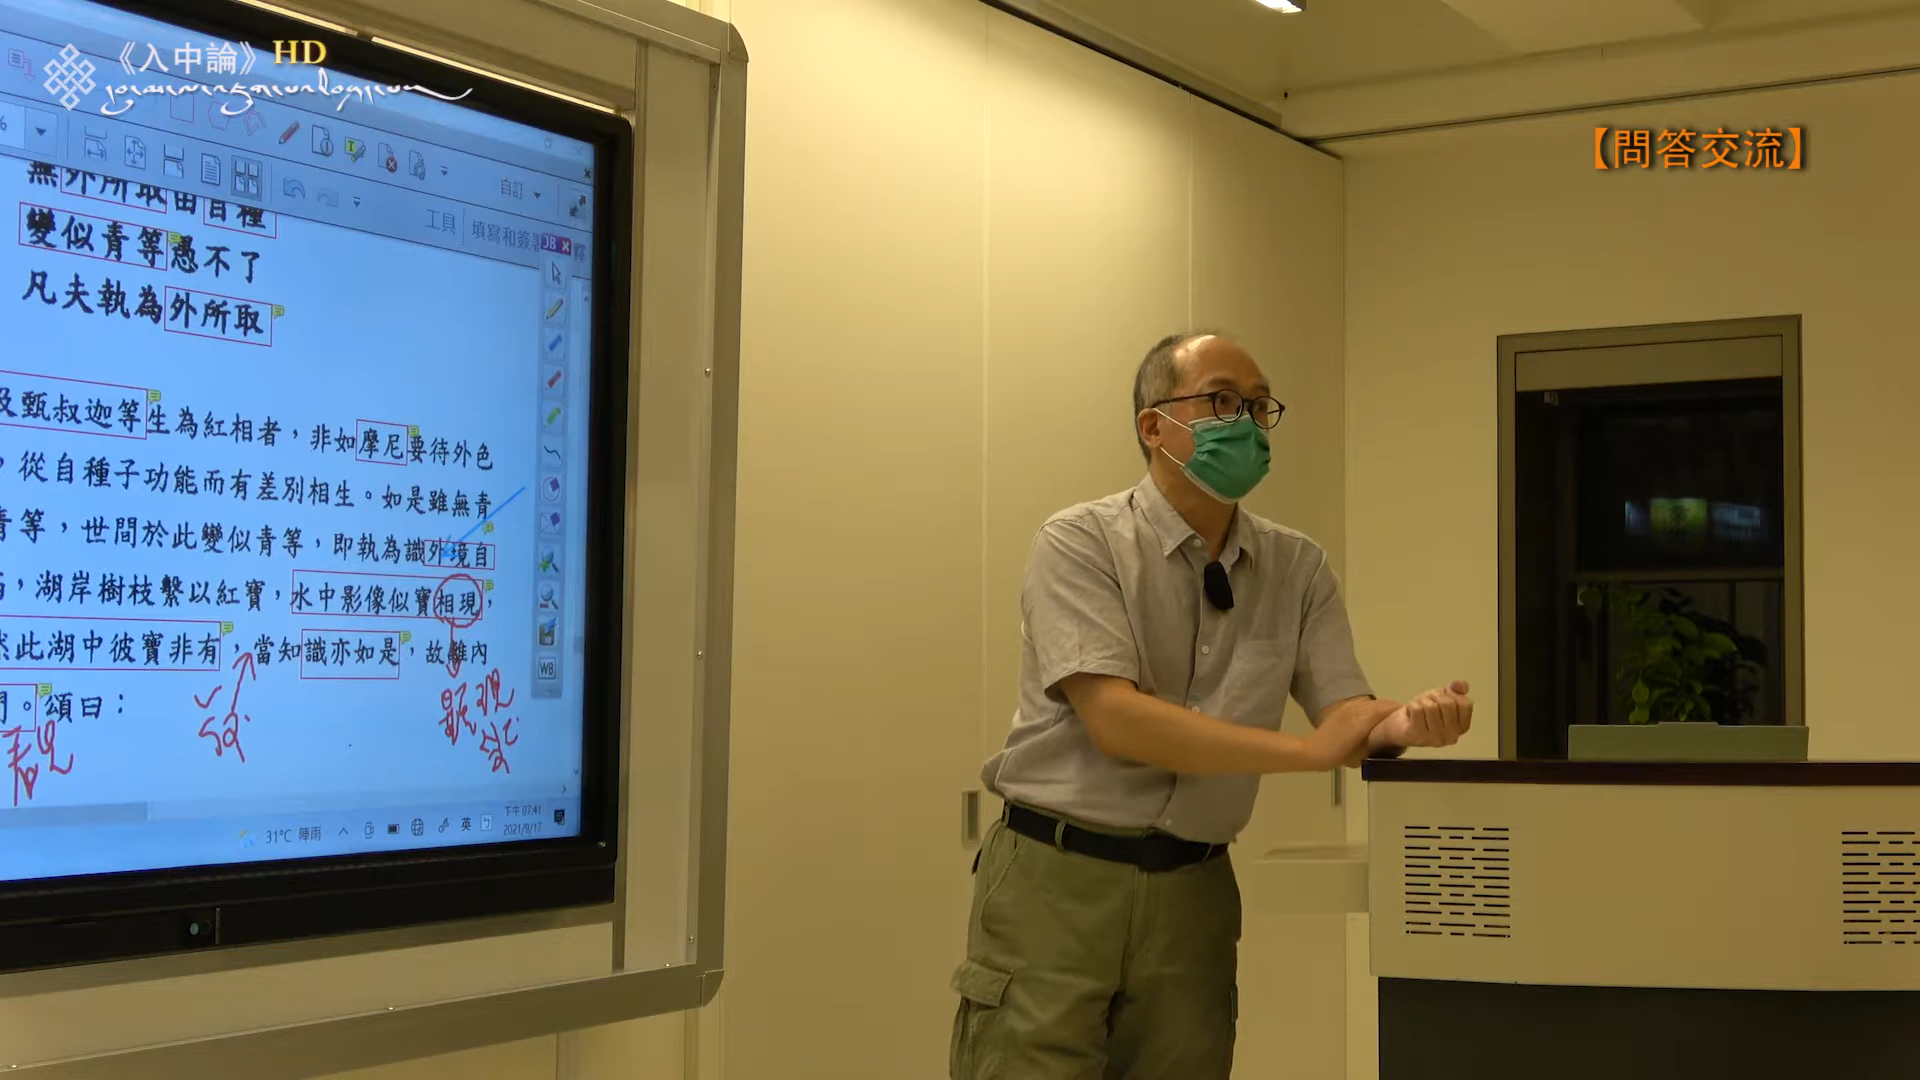 《入中論》HD
【問答交流】
自訂
工具 填寫和簽署
JB
無外所取由自種
變似青等愚不了
凡夫執為外所取
及甄叔迦等生為紅相者,非如摩尼要待外色
,從自種子功能而有差別相生。如是雖無青
青等,世間於此變似青等,即執為識外境自
,湖岸樹枝繫以紅寶,水中影像似寶相現,
然此湖中彼寶非有,當知識亦如是,故離內
。頌曰:
WB
31°C 陣雨
英
下午 07:41
2021/9/17